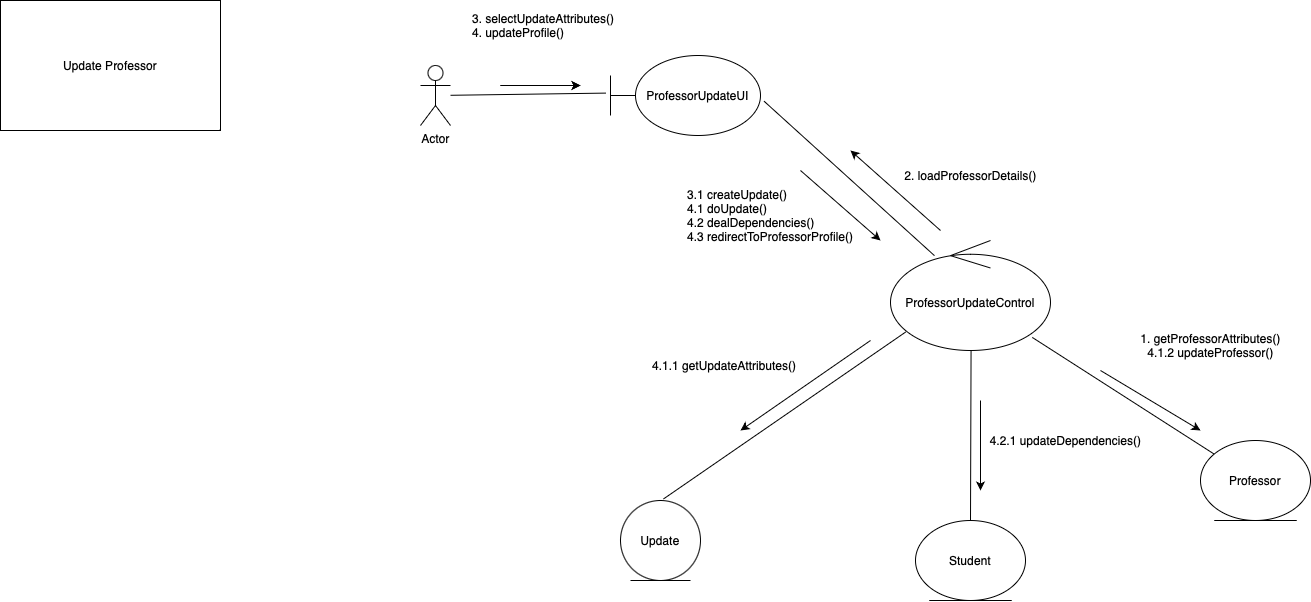 Update Professor
3. selectUpdateAttributes()
4. updateProfile()
Actor
ProfessorUpdateUI
2. loadProfessorDetails()
3.1 createUpdate()
4.1 doUpdate()
4.2 dealDependencies()
4.3 redirectToProfessorProfile()
ProfessorUpdateControl
1. getProfessorAttributes()
4.1.2 updateProfessor()
4.1.1 getUpdateAttributes()
4.2.1 updateDependencies()
Professor
Update
Student